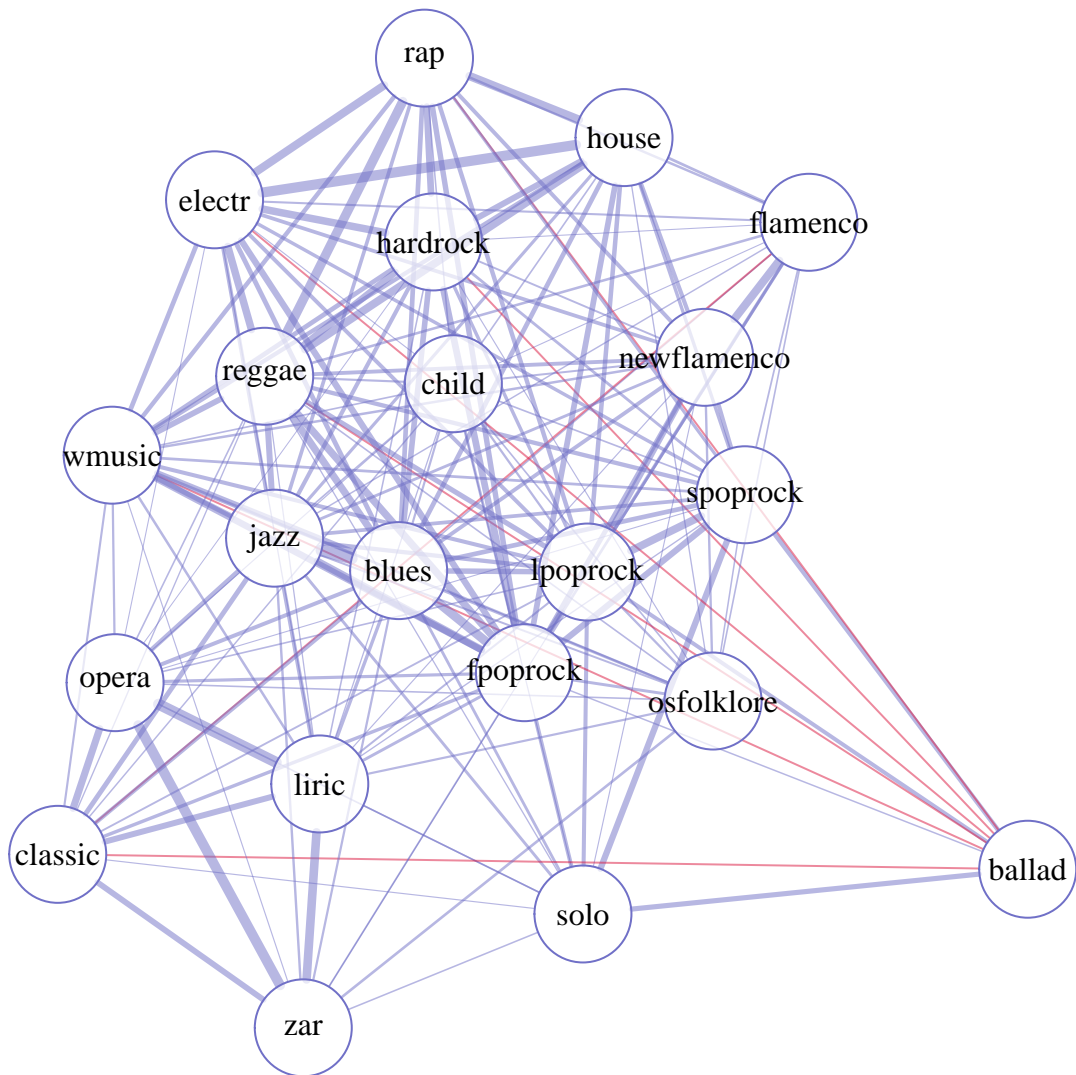 rap
house
electr
flamenco
hardrock
newflamenco
reggae
child
wmusic
spoprock
jazz
blues
lpoprock
opera
fpoprock
osfolklore
liric
classic
ballad
solo
zar